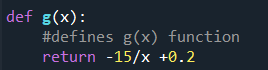 def g(x):
    #defines g(x) function
    return -15/x +0.2